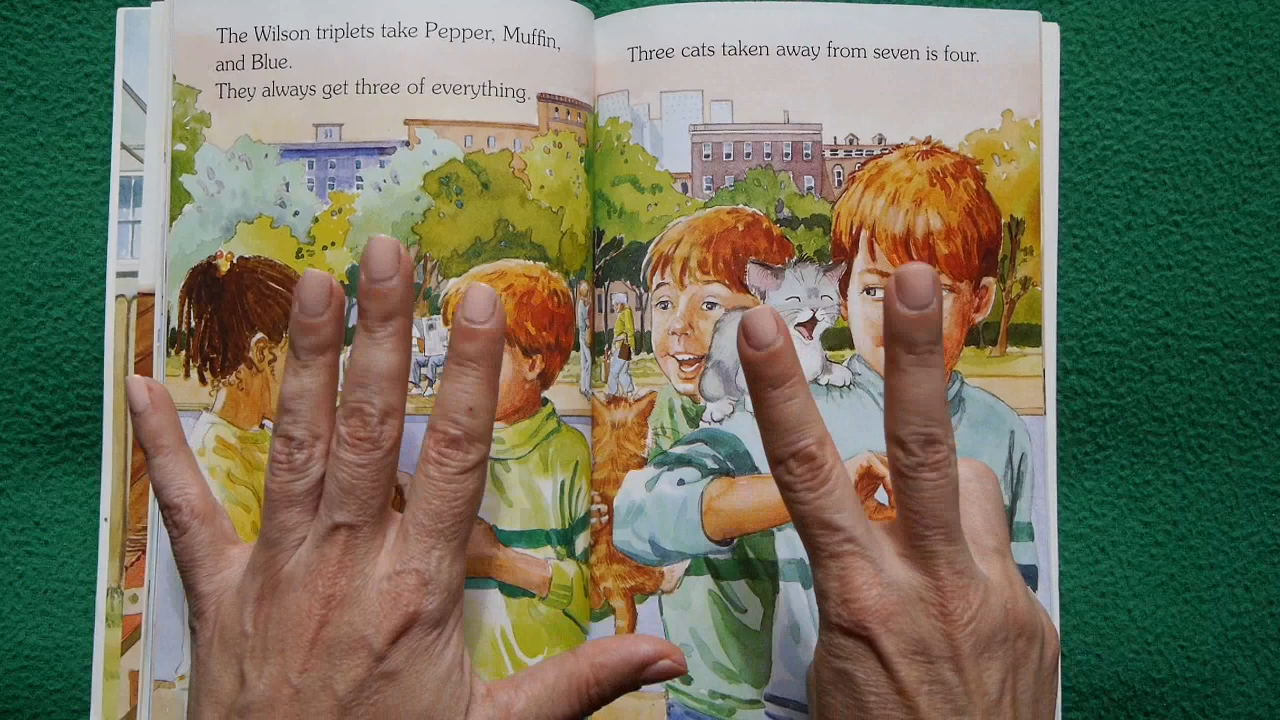 The Wilson triplets take Pepper, Muffin,
and Blue.
They always get three of everything.
Three cats taken away from seven is four.